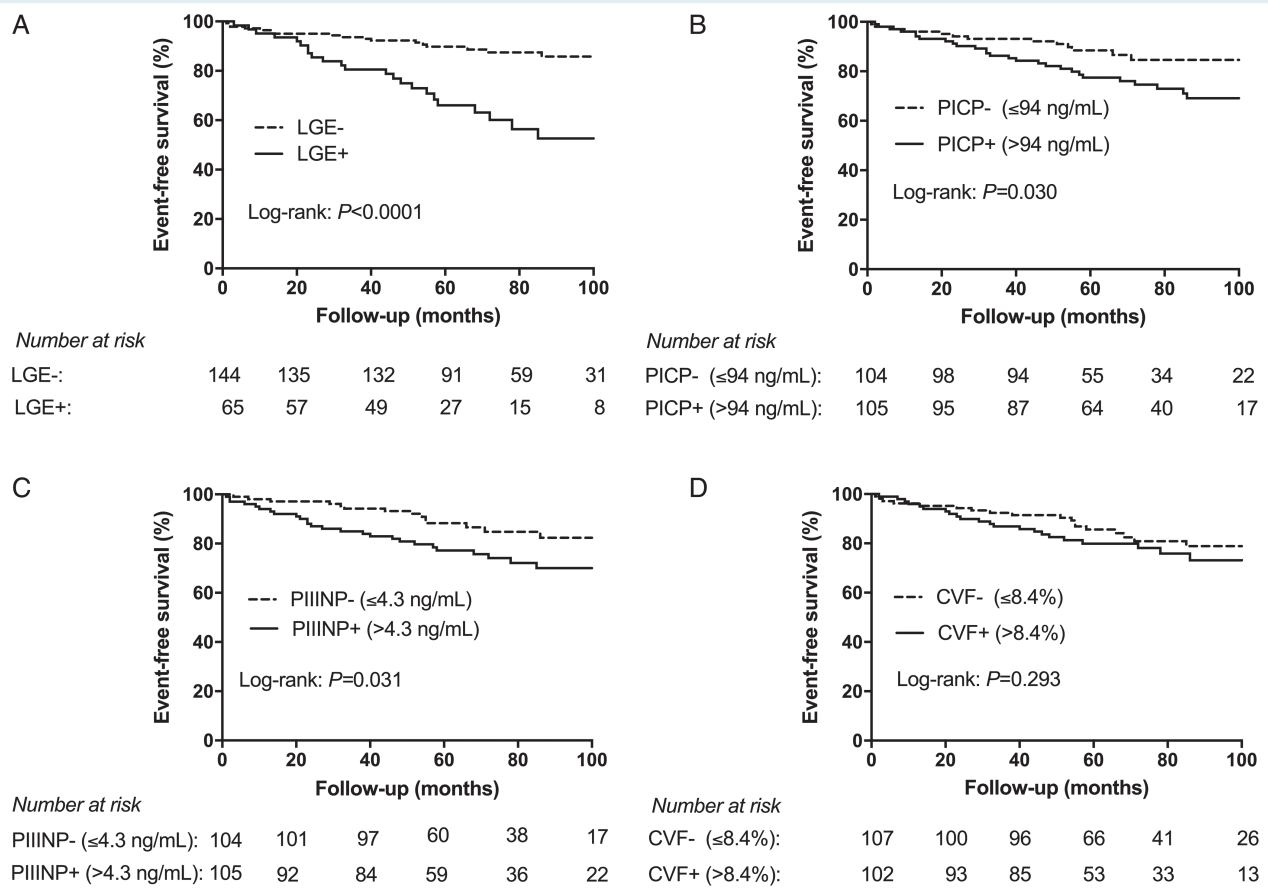 A
Event-free survival (%)
100
80
60
40
20
0
LGE-
LGE+
Log-rank: P<0.0001
0 20 40 60 80 100
Follow-up (months)
Number at risk
LGE-: 144 135 132 91 59 31
LGE+: 65 57 49 27 15 8
B
Event-free survival (%)
100
80
60
40
20
0
PICP- (≤94 ng/mL)
PICP+ (>94 ng/mL)
Log-rank: P=0.030
0 20 40 60 80 100
Follow-up (months)
Number at risk
PICP- (≤94 ng/mL): 104 98 94 55 34 22
PICP+ (>94 ng/mL): 105 95 87 64 40 17
C
Event-free survival (%)
100
80
60
40
20
0
PIIINP- (≤4.3 ng/mL)
PIIINP+ (>4.3 ng/mL)
Log-rank: P=0.031
0 20 40 60 80 100
Follow-up (months)
Number at risk
PIIINP- (≤4.3 ng/mL): 104 101 97 60 38 17
PIIINP+ (>4.3 ng/mL): 105 92 84 59 36 22
D
Event-free survival (%)
100
80
60
40
20
0
CVF- (≤8.4%)
CVF+ (>8.4%)
Log-rank: P=0.293
0 20 40 60 80 100
Follow-up (months)
Number at risk
CVF- (≤8.4%): 107 100 96 66 41 26
CVF+ (>8.4%): 102 93 85 53 33 13